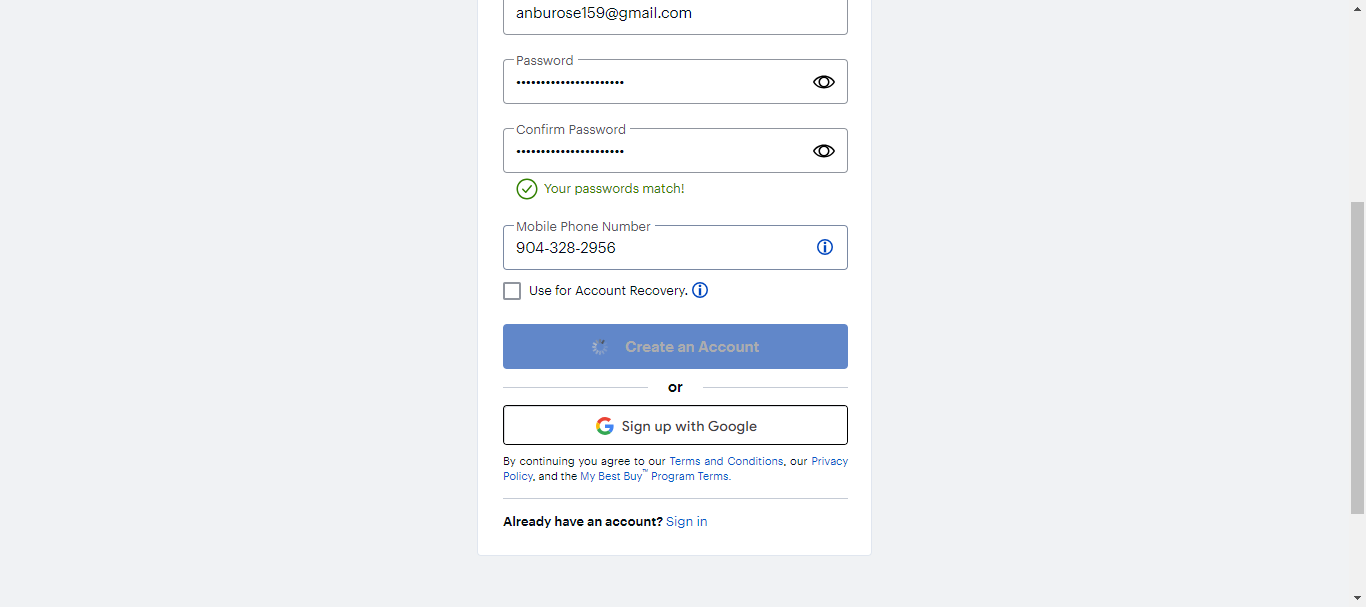 anburose159@gmail.com
Password
••••••••••••••••••••••
Confirm Password
••••••••••••••••••••••
Your passwords match!
Mobile Phone Number
904-328-2956
Use for Account Recovery.
Create an Account
or
Sign up with Google
By continuing you agree to our Terms and Conditions, our Privacy
Policy, and the My Best Buy™ Program Terms.
Already have an account? Sign in